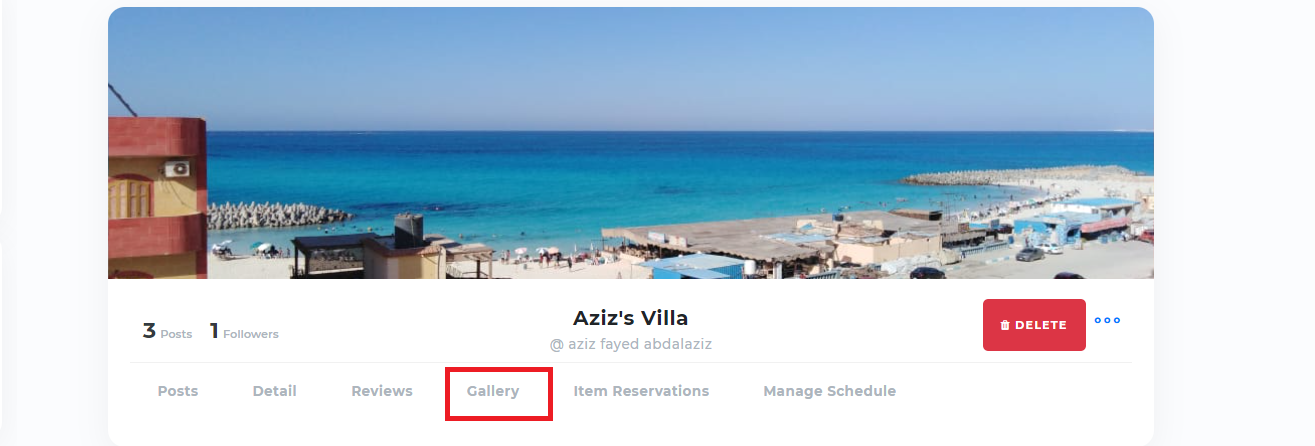 Aziz's Villa
@ aziz fayed abdalaziz
3 Posts 1 Followers
DELETE
Posts Detail Reviews Gallery Item Reservations Manage Schedule